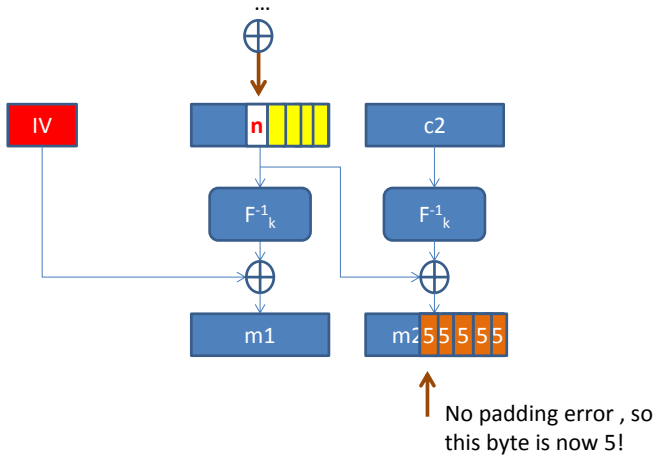 ...
IV
n
c2
F⁻¹k
F⁻¹k
m1
m2 5 5 5 5 5
No padding error , so
this byte is now 5!